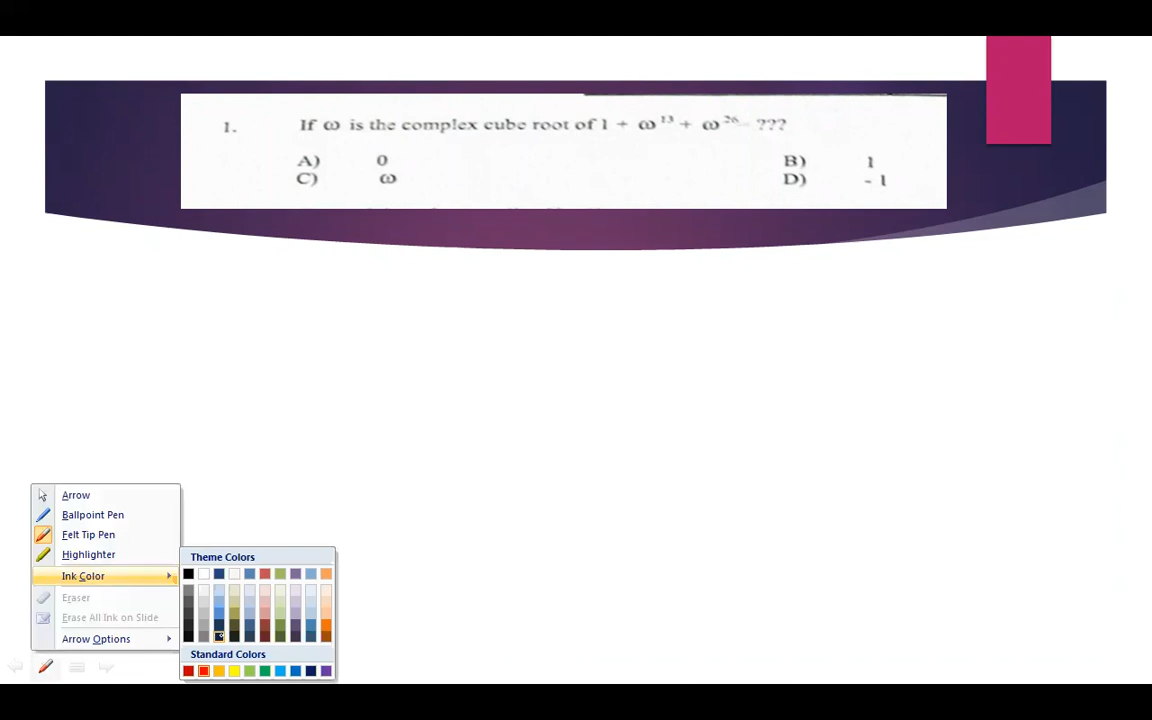 1. If ω is the complex cube root of 1 + ω¹³ + ω²⁶ – ???
A) 0 B) 1
C) ω D) - 1
Arrow
Ballpoint Pen
Felt Tip Pen
Highlighter
Ink Color
Eraser
Erase All Ink on Slide
Arrow Options
Theme Colors
Standard Colors